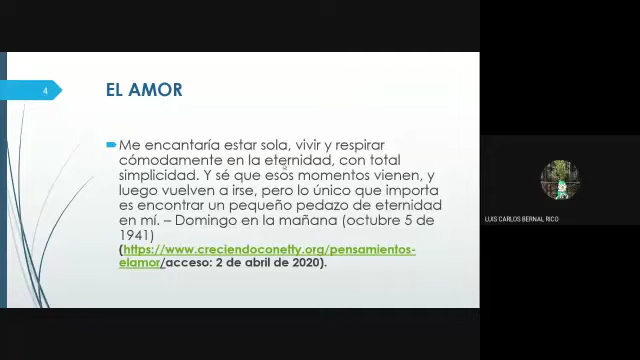 4
EL AMOR
Me encantaría estar sola, vivir y respirar
cómodamente en la eternidad, con total
simplicidad. Y sé que esos momentos vienen, y
luego vuelven a irse, pero lo único que importa
es encontrar un pequeño pedazo de eternidad
en mí. – Domingo en la mañana (octubre 5 de
1941)
(https://www.creciendoconetty.org/pensamientos-
elamor/acceso: 2 de abril de 2020).
LUIS CARLOS BERNAL RICO